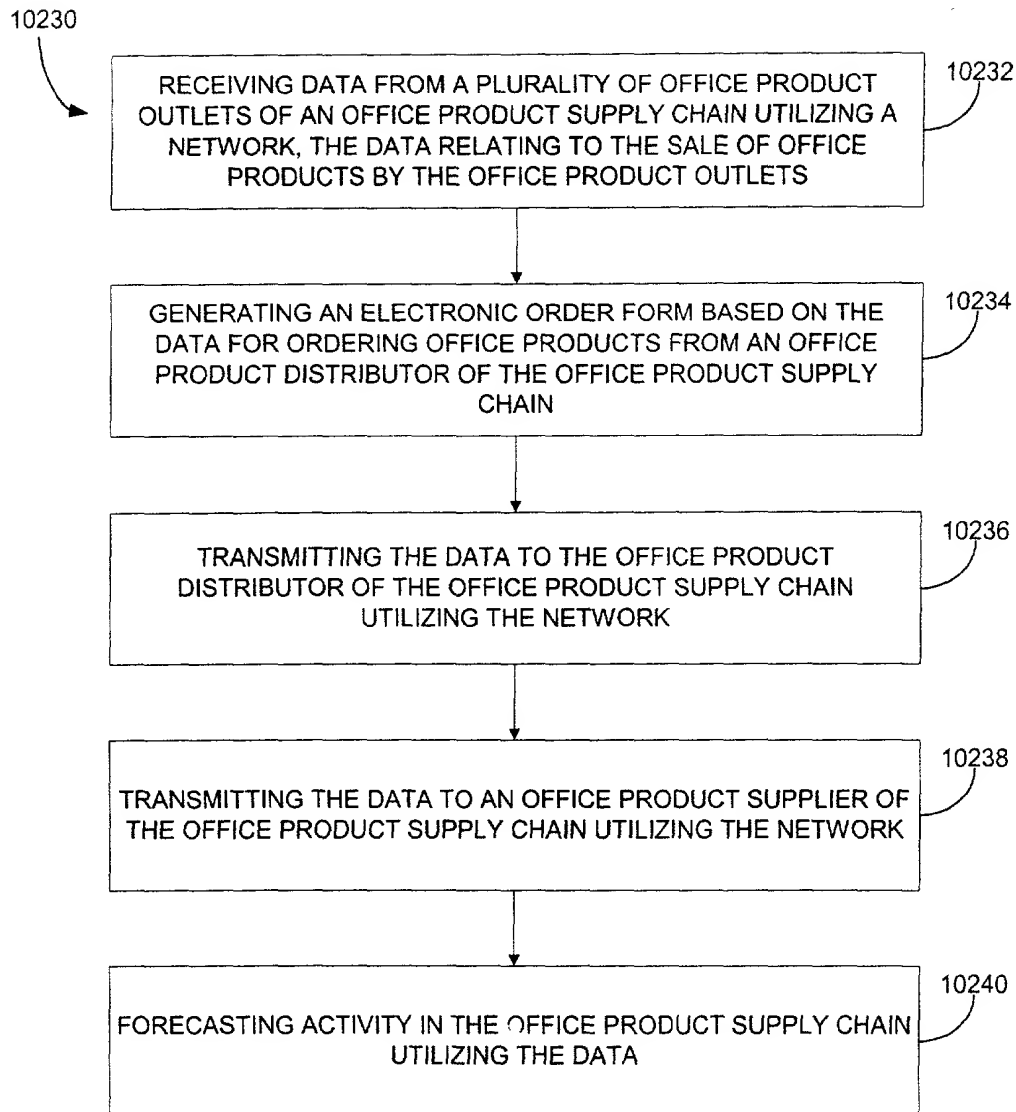 10230
RECEIVING DATA FROM A PLURALITY OF OFFICE PRODUCT
OUTLETS OF AN OFFICE PRODUCT SUPPLY CHAIN UTILIZING A
NETWORK, THE DATA RELATING TO THE SALE OF OFFICE
PRODUCTS BY THE OFFICE PRODUCT OUTLETS
10232
GENERATING AN ELECTRONIC ORDER FORM BASED ON THE
DATA FOR ORDERING OFFICE PRODUCTS FROM AN OFFICE
PRODUCT DISTRIBUTOR OF THE OFFICE PRODUCT SUPPLY
CHAIN
10234
TRANSMITTING THE DATA TO THE OFFICE PRODUCT
DISTRIBUTOR OF THE OFFICE PRODUCT SUPPLY CHAIN
UTILIZING THE NETWORK
10236
TRANSMITTING THE DATA TO AN OFFICE PRODUCT SUPPLIER OF
THE OFFICE PRODUCT SUPPLY CHAIN UTILIZING THE NETWORK
10238
FORECASTING ACTIVITY IN THE OFFICE PRODUCT SUPPLY CHAIN
UTILIZING THE DATA
10240